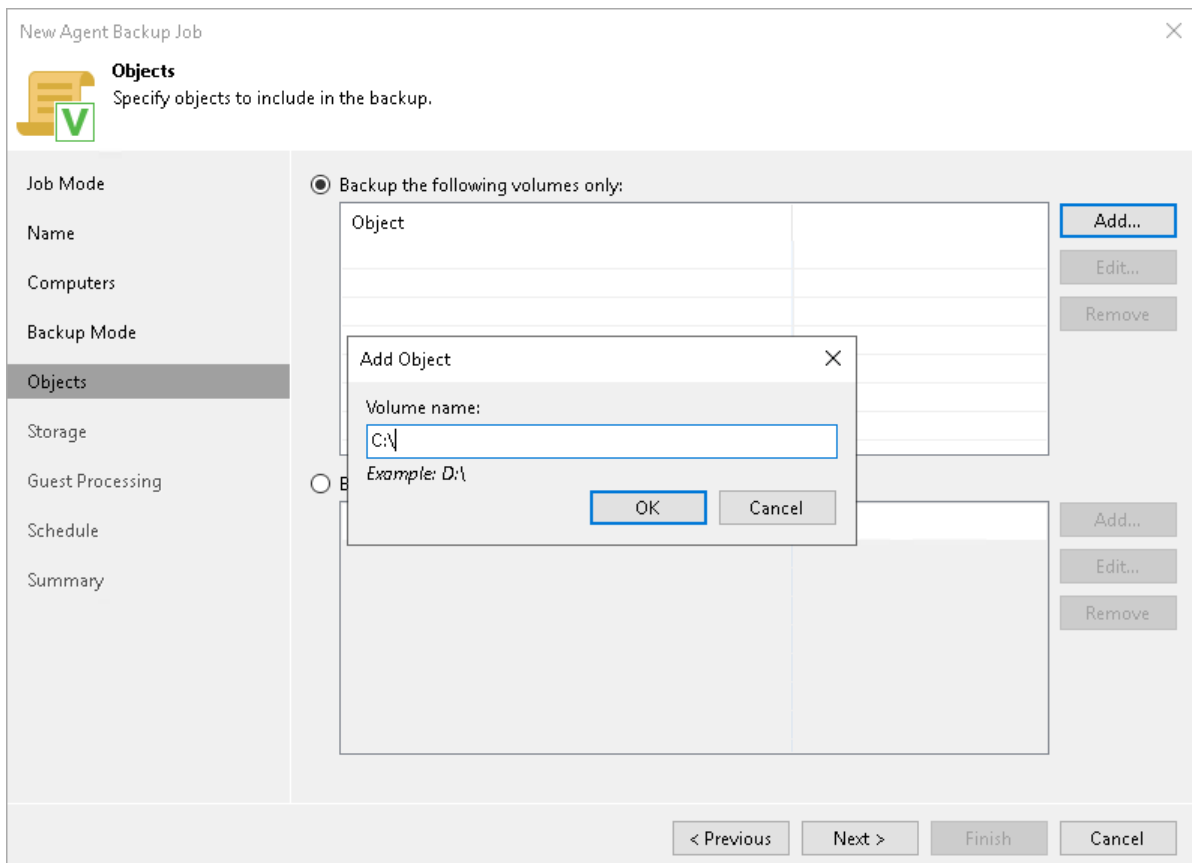 New Agent Backup Job
Objects
Specify objects to include in the backup.
Job Mode
Name
Computers
Backup Mode
Objects
Storage
Guest Processing
Schedule
Summary
Backup the following volumes only:
Object
Add...
Edit...
Remove
Add Object
Volume name:
C:\
Example: D:\
OK Cancel
Add...
Edit...
Remove
< Previous Next > Finish Cancel